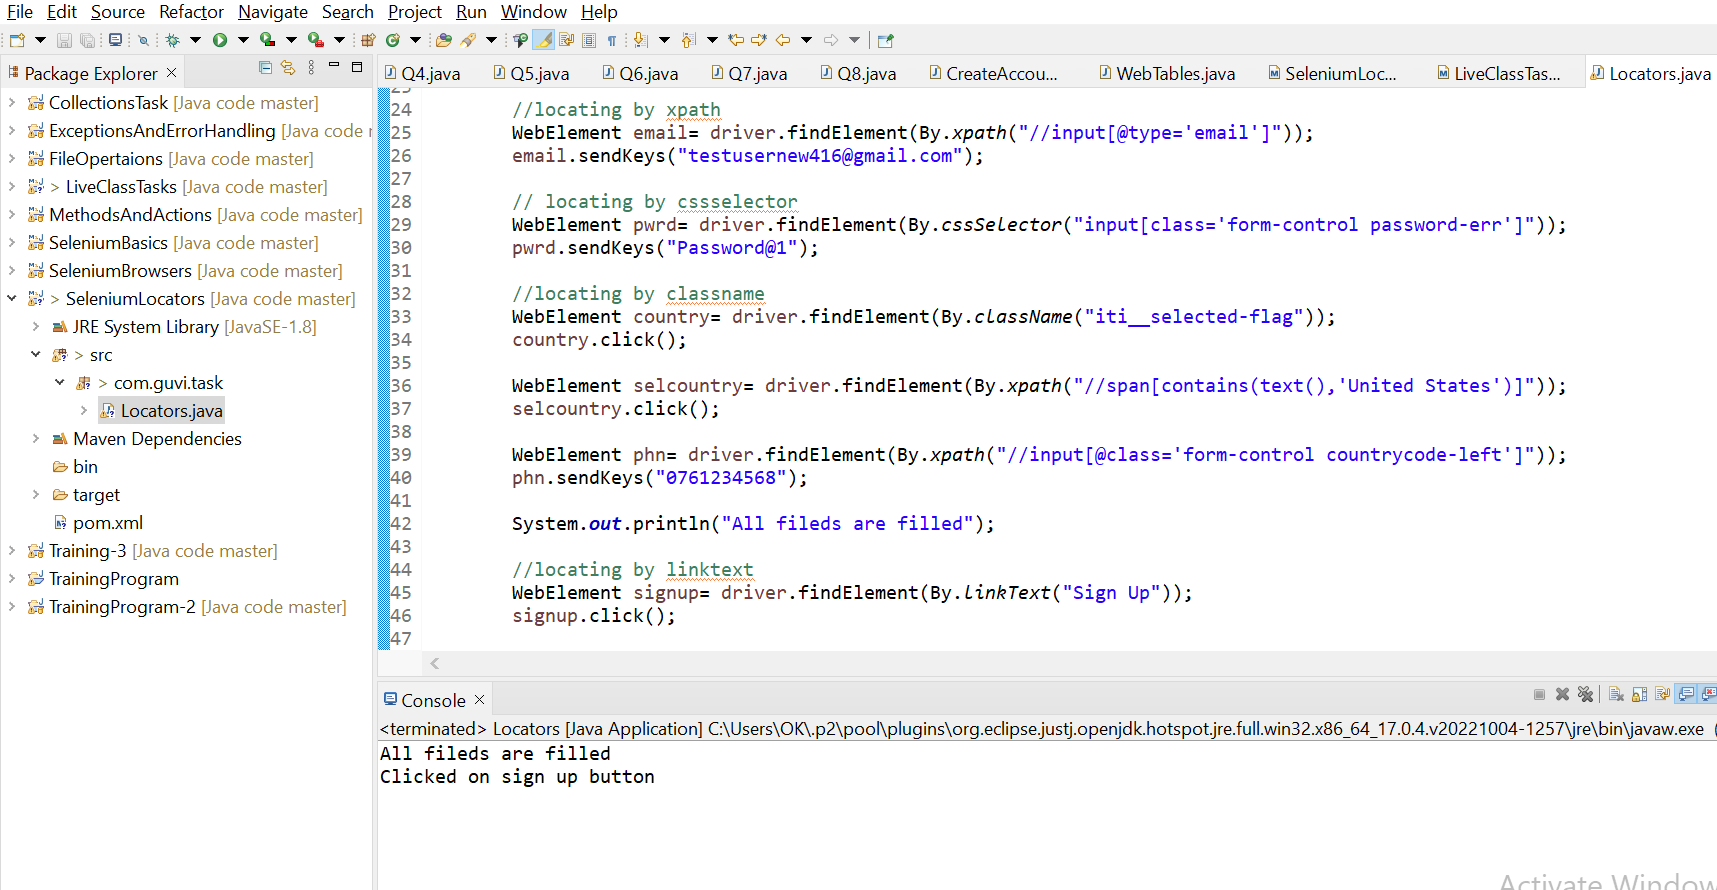 File Edit Source Refactor Navigate Search Project Run Window Help
Package Explorer
CollectionsTask [Java code master]
ExceptionsAndErrorHandling [Java code r
FileOpertaions [Java code master]
> LiveClassTasks [Java code master]
MethodsAndActions [Java code master]
SeleniumBasics [Java code master]
SeleniumBrowsers [Java code master]
> SeleniumLocators [Java code master]
JRE System Library [JavaSE-1.8]
> src
> com.guvi.task
Locators.java
Maven Dependencies
bin
target
pom.xml
Training-3 [Java code master]
TrainingProgram
TrainingProgram-2 [Java code master]
Q4.java Q5.java Q6.java Q7.java Q8.java CreateAccou... WebTables.java SeleniumLoc... LiveClassTas... Locators.java
24 //locating by xpath
25 WebElement email= driver.findElement(By.xpath("//input[@type='email']"));
26 email.sendKeys("testusernew416@gmail.com");
27
28 // locating by cssselector
29 WebElement pwrd= driver.findElement(By.cssSelector("input[class='form-control password-err']"));
30 pwrd.sendKeys("Password@1");
31
32 //locating by classname
33 WebElement country= driver.findElement(By.className("iti__selected-flag"));
34 country.click();
35
36 WebElement selcountry= driver.findElement(By.xpath("//span[contains(text(),'United States')]"));
37 selcountry.click();
38
39 WebElement phn= driver.findElement(By.xpath("//input[@class='form-control countrycode-left']"));
40 phn.sendKeys("0761234568");
41
42 System.out.println("All fileds are filled");
43
44 //locating by linktext
45 WebElement signup= driver.findElement(By.linkText("Sign Up"));
46 signup.click();
47
Console
<terminated> Locators [Java Application] C:\Users\OK\.p2\pool\plugins\org.eclipse.justj.openjdk.hotspot.jre.full.win32.x86_64_17.0.4.v20221004-1257\jre\bin\javaw.exe (
All fileds are filled
Clicked on sign up button
Activate Window